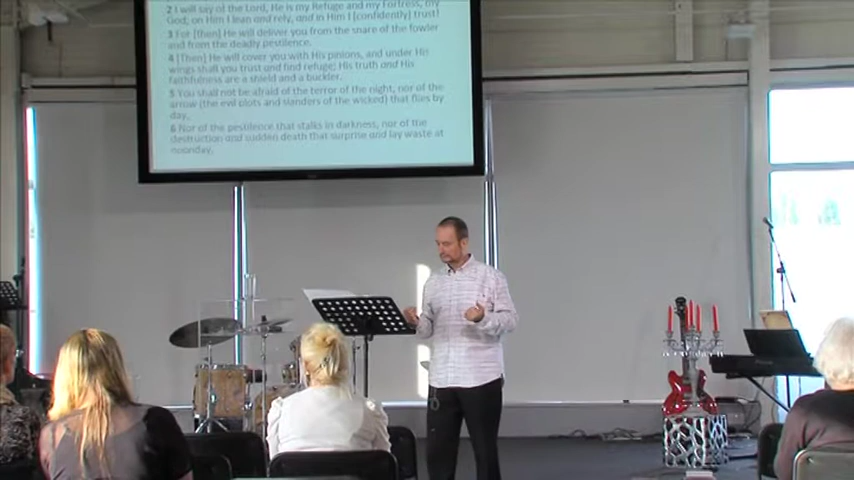 2 I will say of the Lord, He is my Refuge and my Fortress, my
God; on Him I lean and rely, and in Him I [confidently] trust!
3 For [then] He will deliver you from the snare of the fowler
and from the deadly pestilence.
4 [Then] He will cover you with His pinions, and under His
wings shall you trust and find refuge; His truth and His
faithfulness are a shield and a buckler.
5 You shall not be afraid of the terror of the night, nor of the
arrow (the evil plots and slanders of the wicked) that flies by
day,
6 Nor of the pestilence that stalks in darkness, nor of the
destruction and sudden death that surprise and lay waste at
noonday.